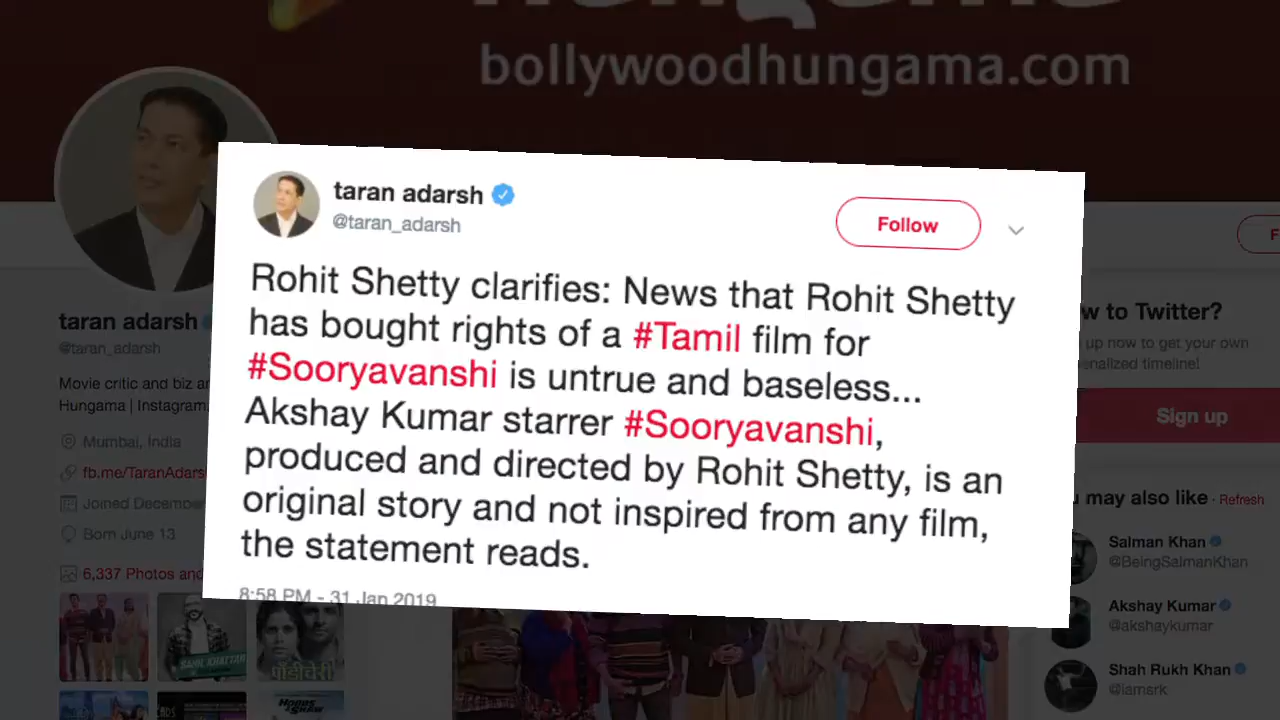 bollywoodhungama.com
taran adarsh
@taran_adarsh
Follow
Rohit Shetty clarifies: News that Rohit Shetty
has bought rights of a #Tamil film for
#Sooryavanshi is untrue and baseless...
Akshay Kumar starrer #Sooryavanshi,
produced and directed by Rohit Shetty, is an
original story and not inspired from any film,
the statement reads.
8:58 PM - 31 Jan 2019
taran adarsh
@taran_adarsh
Movie critic and biz
Hungama | Instagram
Mumbai, India
fb.me/TaranAdars
Joined December
Born June 13
6,337 Photos and
SAHIL KHATTAR
पाँडीचेरी
to Twitter?
up now to get your own
timeline!
Sign up
may also like · Refresh
Salman Khan
@BeingSalmanKhan
Akshay Kumar
@akshaykumar
Shah Rukh Khan
@iamsrk